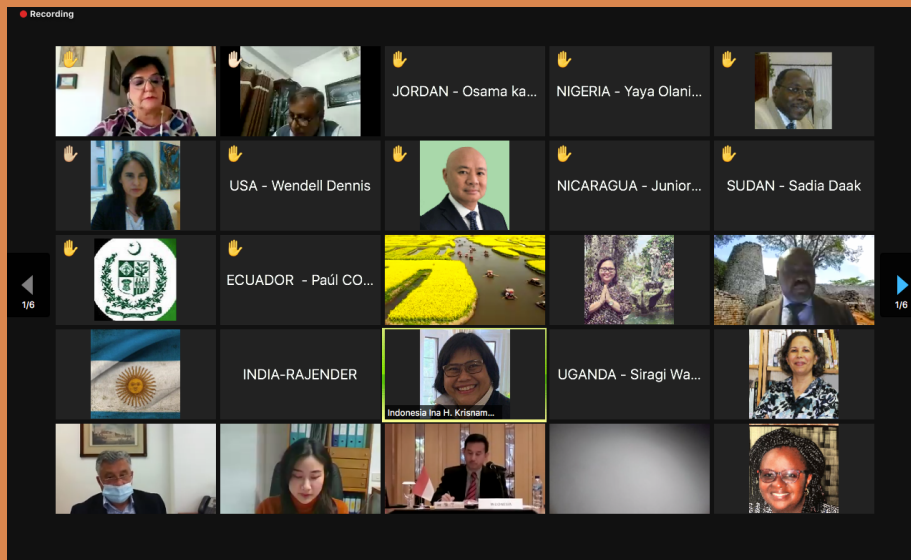 Recording
JORDAN - Osama ka...
NIGERIA - Yaya Olani...
USA - Wendell Dennis
NICARAGUA - Junior...
SUDAN - Sadia Daak
ECUADOR - Paúl CO...
1/6
1/6
INDIA-RAJENDER
Indonesia Ina H. Krisnam...
UGANDA - Siragi Wa...